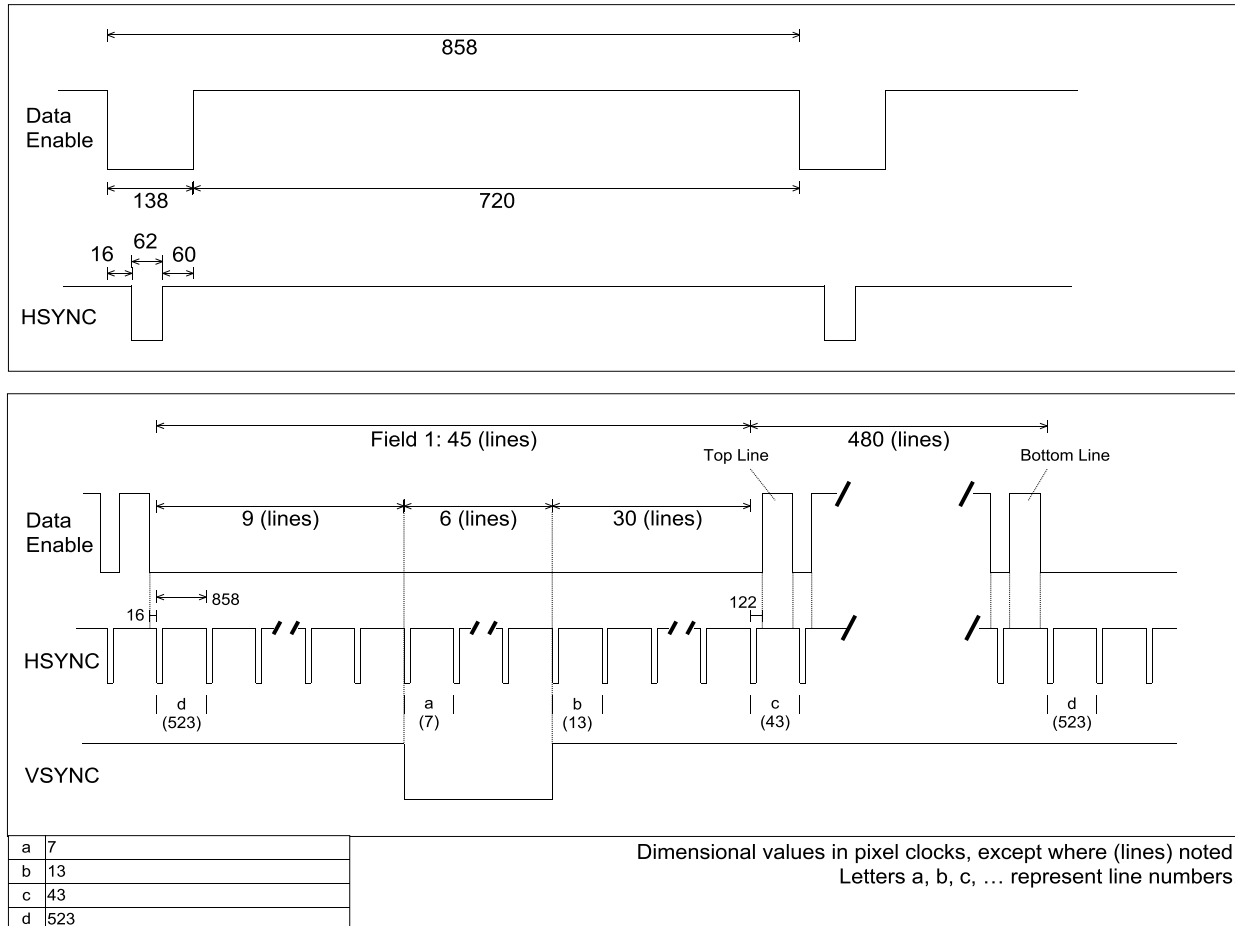 858
Data
Enable
138
720
16
62
60
HSYNC
Field 1: 45 (lines)
480 (lines)
Top Line
Bottom Line
9 (lines)
6 (lines)
30 (lines)
Data
Enable
16
858
122
HSYNC
d
(523)
a
(7)
b
(13)
c
(43)
d
(523)
VSYNC
a 7
b 13
c 43
d 523
Dimensional values in pixel clocks, except where (lines) noted
Letters a, b, c, … represent line numbers